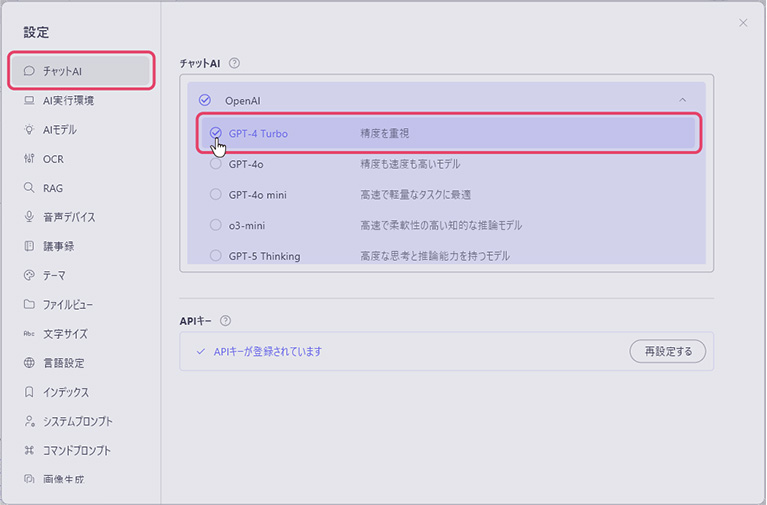 設定
チャットAI
AI実行環境
AIモデル
OCR
RAG
音声デバイス
議事録
テーマ
ファイルビュー
Abc 文字サイズ
言語設定
インデックス
システムプロンプト
コマンドプロンプト
画像生成
チャットAI ?
OpenAI
GPT-4 Turbo 精度を重視
GPT-4o 精度も速度も高いモデル
GPT-4o mini 高速で軽量なタスクに最適
o3-mini 高速で柔軟性の高い知的な推論モデル
GPT-5 Thinking 高度な思考と推論能力を持つモデル
APIキー ?
APIキーが登録されています 再設定する